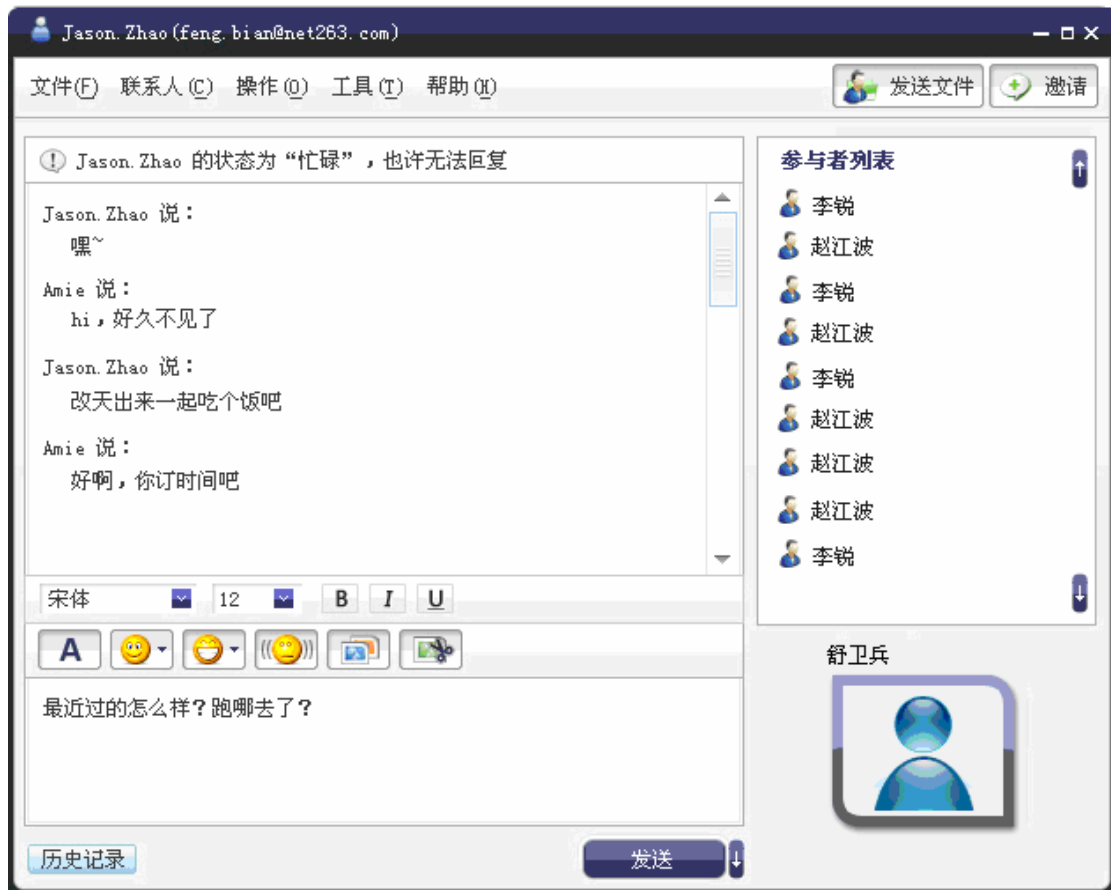 Jason.Zhao(feng.bian@net263.com)
文件(F) 联系人(C) 操作(O) 工具(T) 帮助(H)
发送文件 邀请
Jason.Zhao 的状态为“忙碌”，也许无法回复
Jason.Zhao 说：
嘿~
Amie 说：
hi，好久不见了
Jason.Zhao 说：
改天出来一起吃个饭吧
Amie 说：
好啊，你订时间吧
宋体 12 B I U
A
最近过的怎么样？跑哪去了？
历史记录 发送
参与者列表
李锐
赵江波
李锐
赵江波
李锐
赵江波
赵江波
赵江波
李锐
舒卫兵